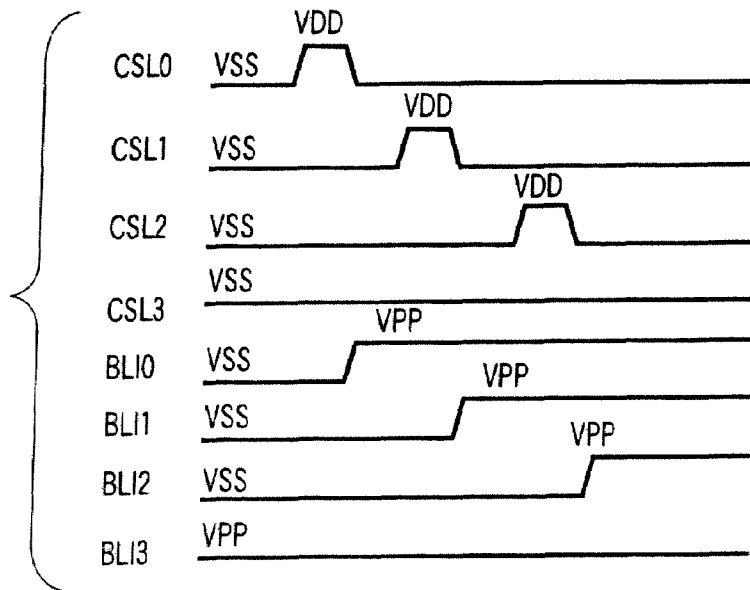 VDD
CSL0 VSS
VDD
CSL1 VSS
VDD
CSL2 VSS
VSS
CSL3
VPP
BLI0 VSS
VPP
BLI1 VSS
VPP
BLI2 VSS
VPP
BLI3